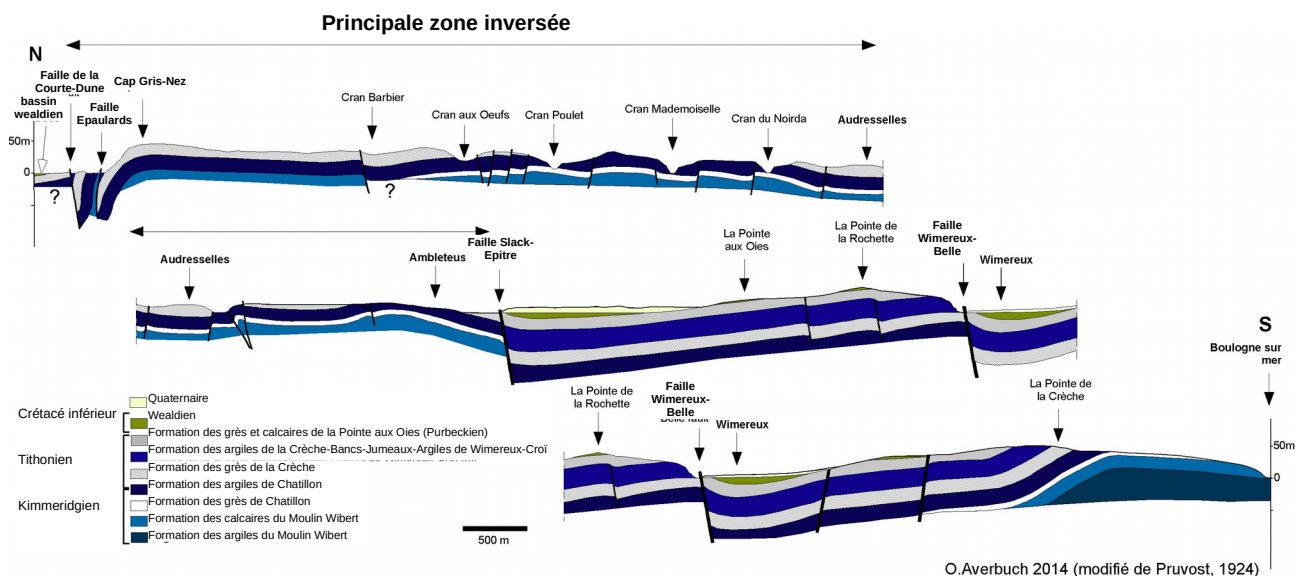 Principale zone inversée
N
Faille de la
Courte-Dune
bassin
wealdien
Faille
Epaulards
Cap Gris-Nez
Cran Barbier
Cran aux Oeufs
Cran Poulet
Cran Mademoiselle
Cran du Noirda
Audresselles
50m
0
?
?
Audresselles
Ambleteus
Faille Slack-
Epitre
La Pointe
aux Oies
La Pointe de
la Rochette
Faille
Wimereux-
Belle
Wimereux
S
Boulogne sur
mer
La Pointe de
la Rochette
Faille
Wimereux-
Belle
Wimereux
La Pointe de
la Crèche
50m
0
Quaternaire
Crétacé inférieur
Wealdien
Formation des grès et calcaires de la Pointe aux Oies (Purbeckien)
Tithonien
Formation des argiles de la Crèche-Bancs-Jumeaux-Argiles de Wimereux-Croï
Formation des grès de la Crèche
Formation des argiles de Chatillon
Kimmeridgien
Formation des grès de Chatillon
Formation des calcaires du Moulin Wibert
Formation des argiles du Moulin Wibert
500 m
O.Averbuch 2014 (modifié de Pruvost, 1924)